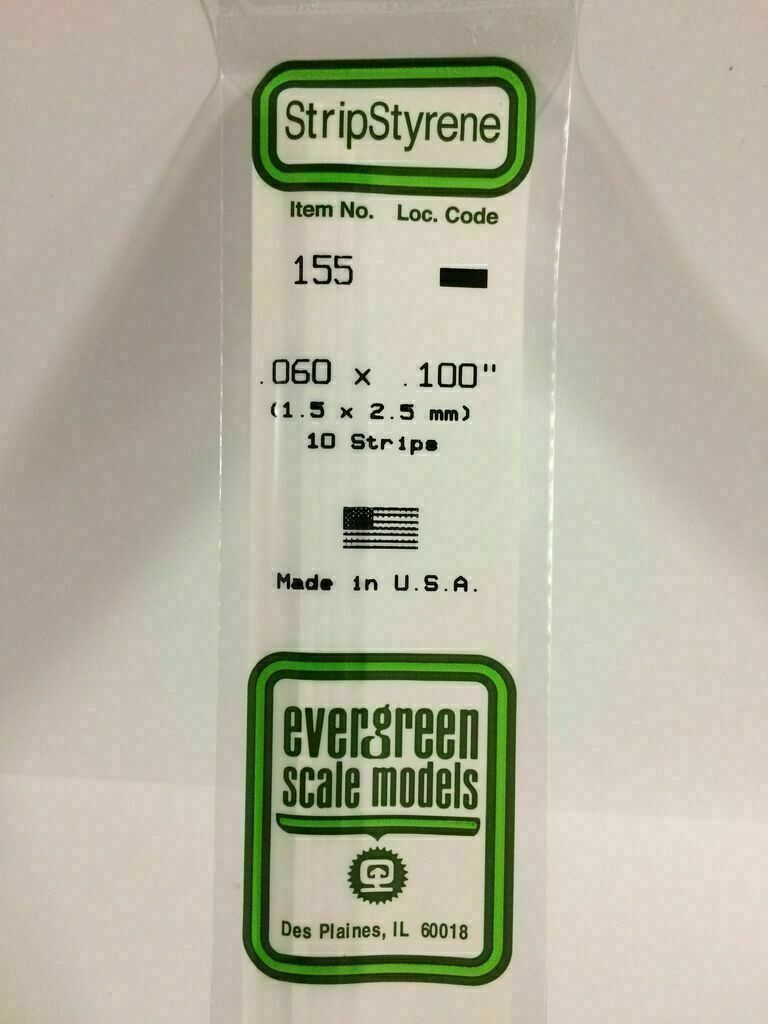 StripStyrene
Item No. Loc. Code
155
.060 x .100"
(1.5 x 2.5 mm)
10 Strips
Made in U.S.A.
evergreen
scale models
Des Plaines, IL 60018